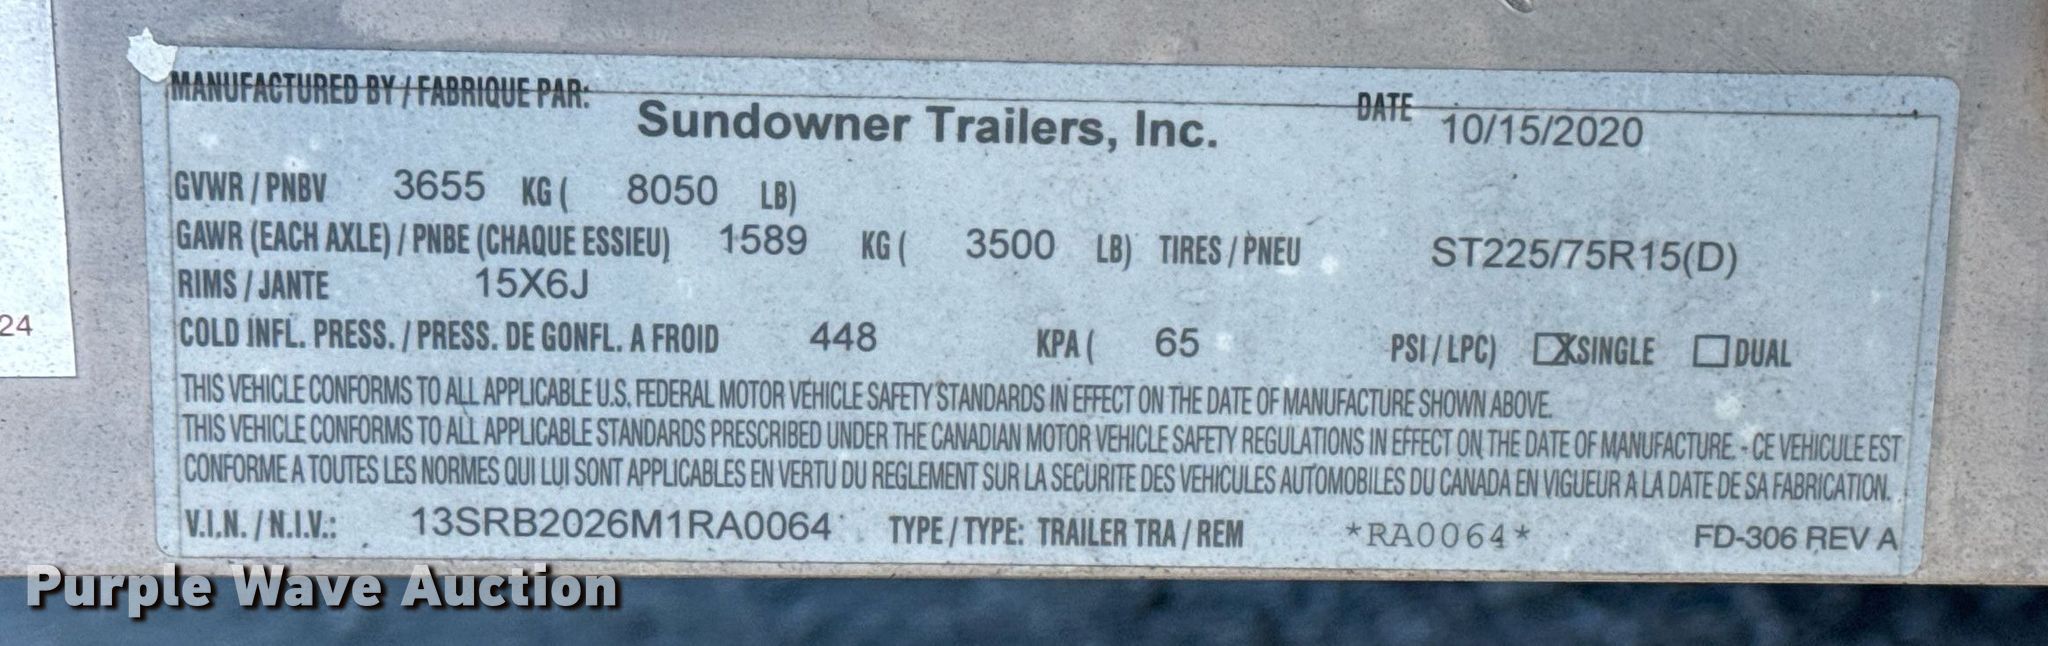 MANUFACTURED BY / FABRIQUE PAR: Sundowner Trailers, Inc. DATE 10/15/2020
GVWR / PNBV 3655 KG ( 8050 LB)
GAWR (EACH AXLE) / PNBE (CHAQUE ESSIEU) 1589 KG ( 3500 LB) TIRES / PNEU ST225/75R15(D)
RIMS / JANTE 15X6J
24
COLD INFL. PRESS. / PRESS. DE GONFL. A FROID 448 KPA ( 65 PSI / LPC) ☒SINGLE ☐DUAL
THIS VEHICLE CONFORMS TO ALL APPLICABLE U.S. FEDERAL MOTOR VEHICLE SAFETY STANDARDS IN EFFECT ON THE DATE OF MANUFACTURE SHOWN ABOVE.
THIS VEHICLE CONFORMS TO ALL APPLICABLE STANDARDS PRESCRIBED UNDER THE CANADIAN MOTOR VEHICLE SAFETY REGULATIONS IN EFFECT ON THE DATE OF MANUFACTURE. - CE VEHICULE EST
CONFORME A TOUTES LES NORMES QUI LUI SONT APPLICABLES EN VERTU DU REGLEMENT SUR LA SECURITE DES VEHICULES AUTOMOBILES DU CANADA EN VIGUEUR A LA DATE DE SA FABRICATION.
V.I.N. / N.I.V.: 13SRB2026M1RA0064 TYPE / TYPE: TRAILER TRA / REM *RA0064* FD-306 REV A
Purple Wave Auction